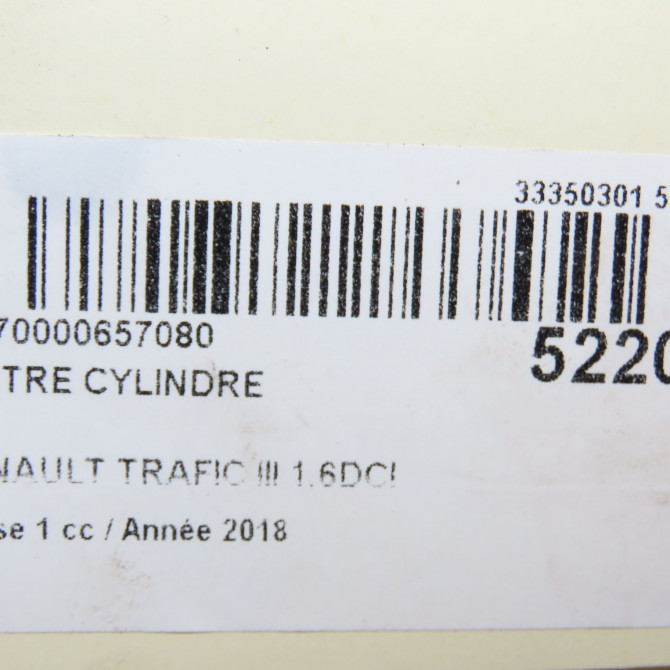 33350301 5
70000657080
5220
TRE CYLINDRE
NAULT TRAFIC III 1.6DCI
se 1 cc / Année 2018